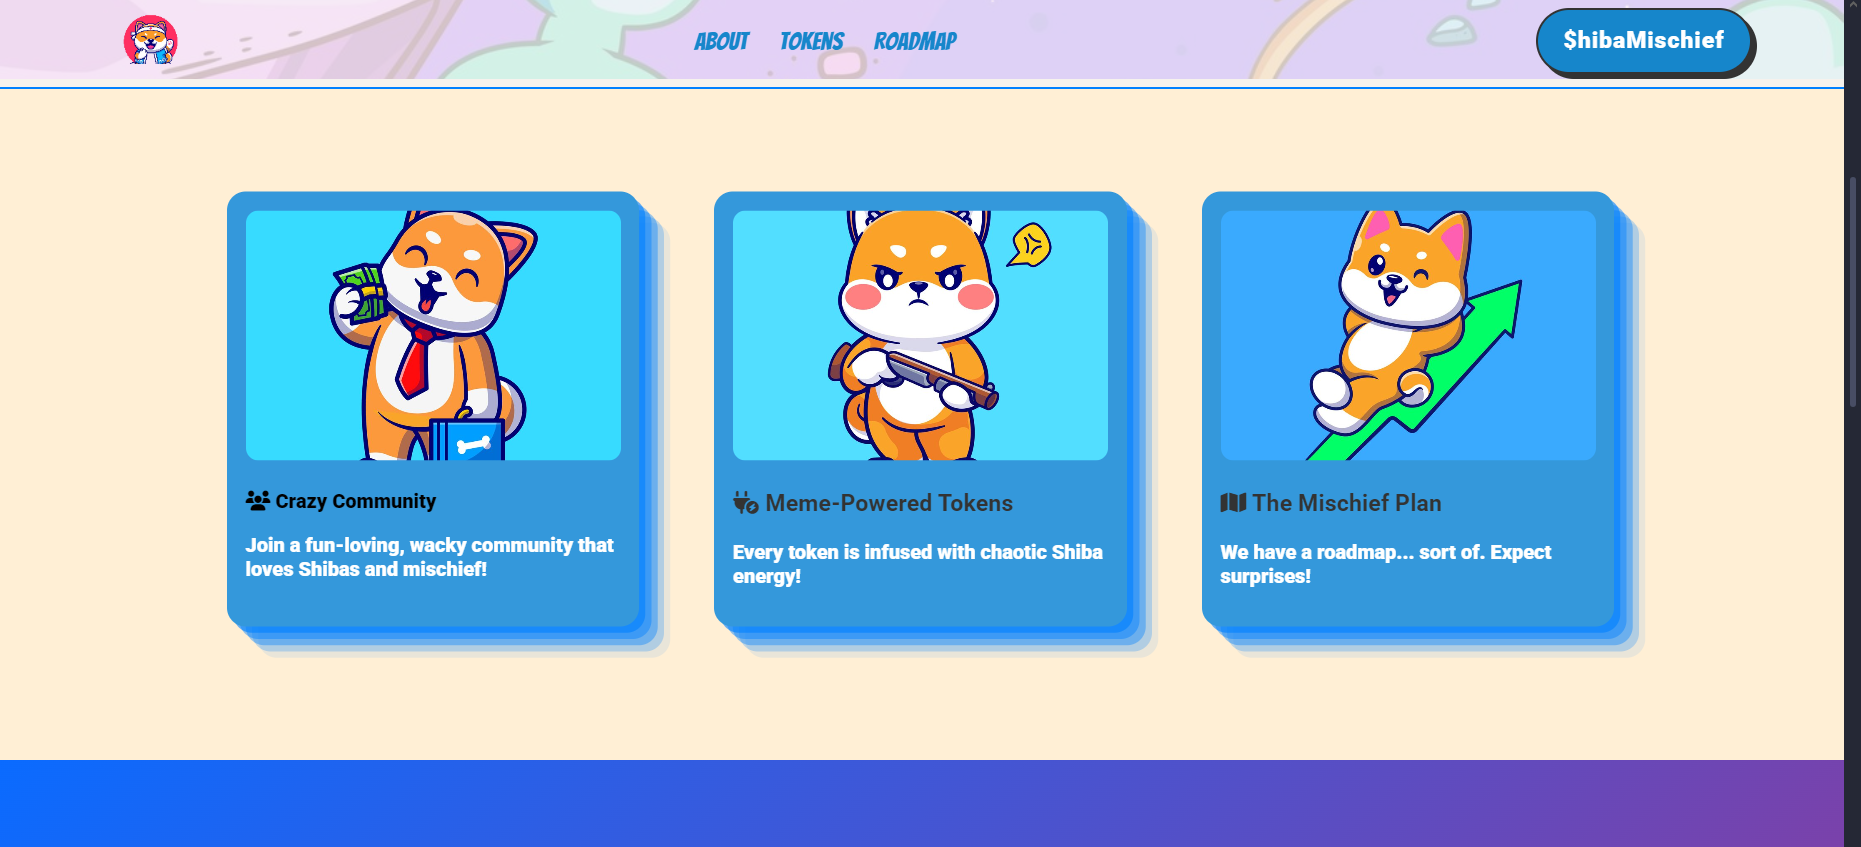 ABOUT TOKENS ROADMAP
$hibaMischief
Crazy Community
Join a fun-loving, wacky community that
loves Shibas and mischief!
Meme-Powered Tokens
Every token is infused with chaotic Shiba
energy!
The Mischief Plan
We have a roadmap... sort of. Expect
surprises!